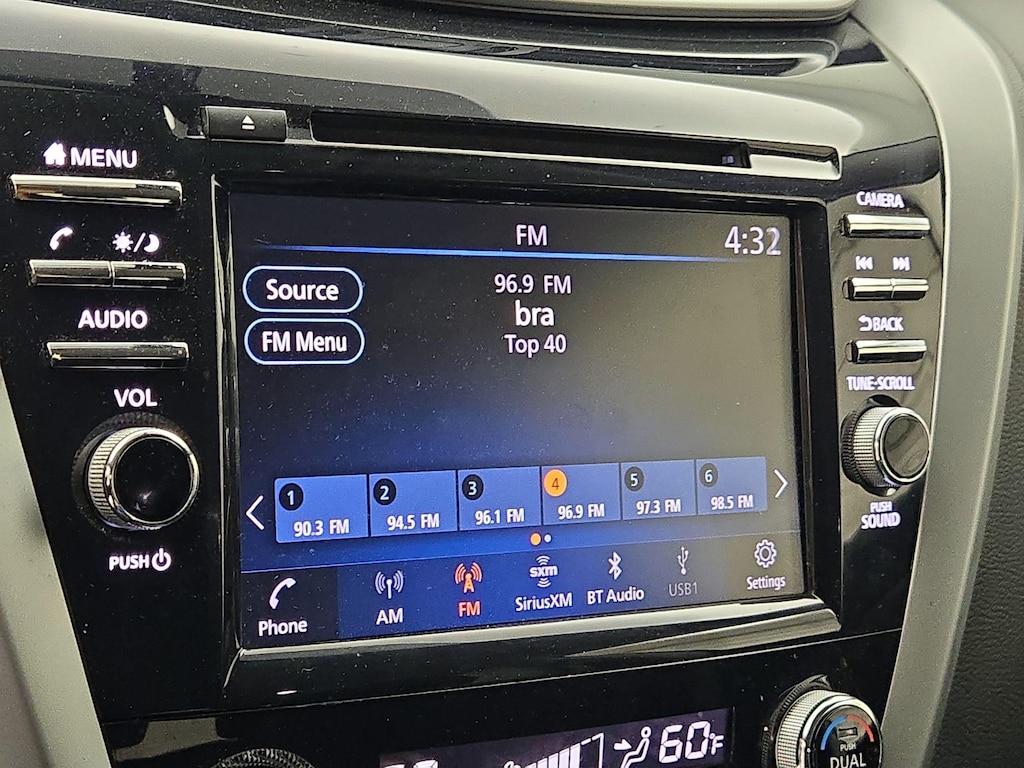 MENU
AUDIO
VOL
PUSH
FM
4:32
Source
96.9 FM
bra
FM Menu
Top 40
1
90.3 FM
2
94.5 FM
3
96.1 FM
4
96.9 FM
5
97.3 FM
6
98.5 FM
Phone
AM
FM
sxm
SiriusXM
BT Audio
USB1
Settings
CAMERA
BACK
TUNE·SCROLL
PUSH
SOUND
60°F
PUSH
DUAL